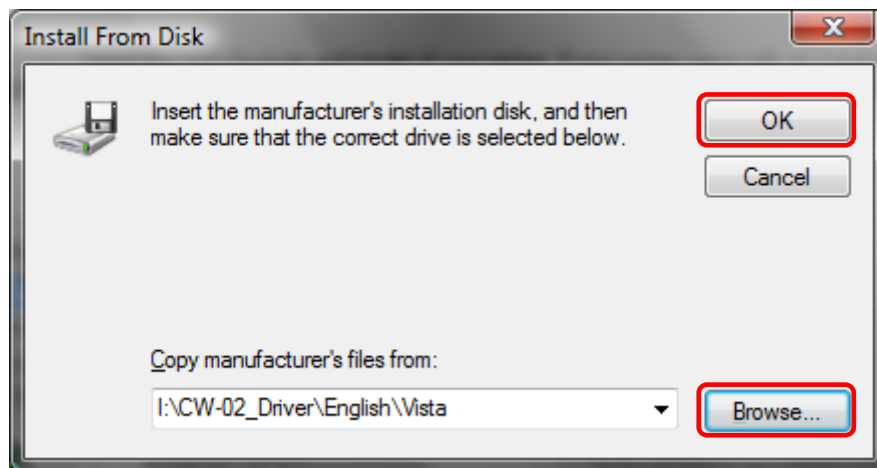 Install From Disk
Insert the manufacturer's installation disk, and then
make sure that the correct drive is selected below.
OK
Cancel
Copy manufacturer's files from:
I:\CW-02_Driver\English\Vista
Browse...